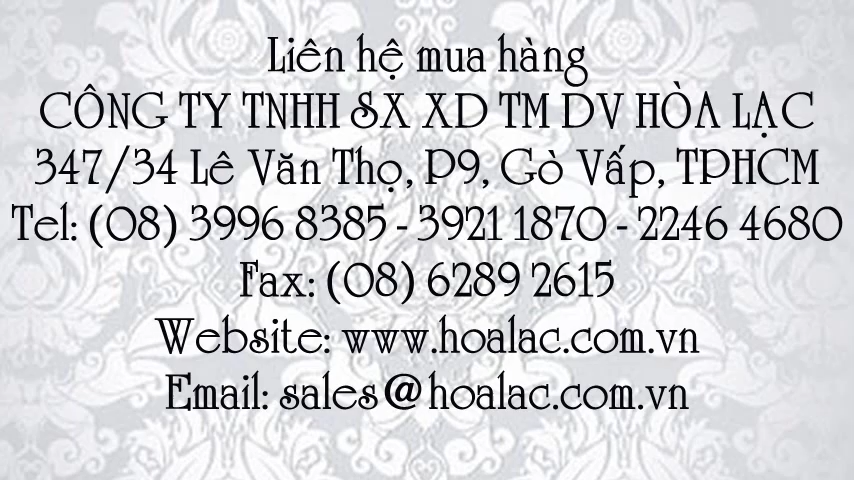 Liên hệ mua hàng
CÔNG TY TNHH SX XD TM DV HÒA LẠC
347/34 Lê Văn Thọ, P9, Gò Vấp, TPHCM
Tel: (08) 3996 8385 - 3921 1870 - 2246 4680
Fax: (08) 6289 2615
Website: www.hoalac.com.vn
Email: sales@hoalac.com.vn